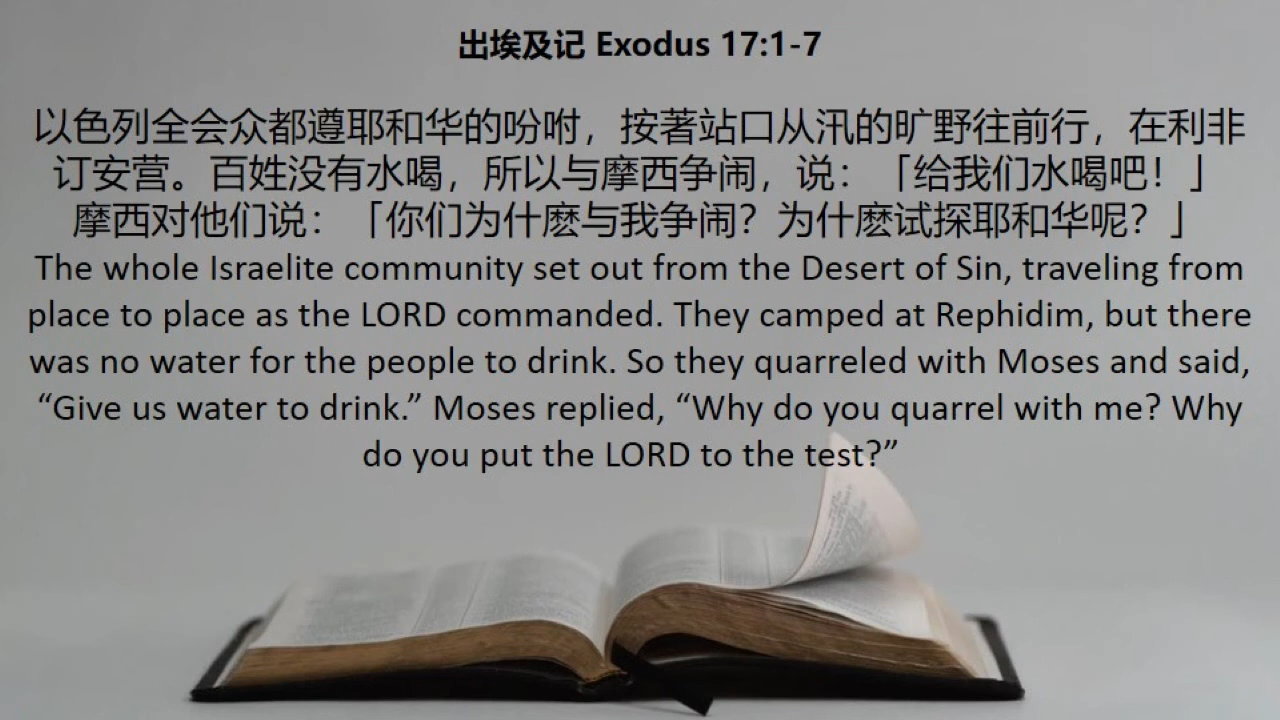 出埃及记 Exodus 17:1-7
以色列全会众都遵耶和华的吩咐，按著站口从汛的旷野往前行，在利非
订安营。百姓没有水喝，所以与摩西争闹，说：「给我们水喝吧！」
摩西对他们说：「你们为什麽与我争闹？为什麽试探耶和华呢？」
The whole Israelite community set out from the Desert of Sin, traveling from
place to place as the LORD commanded. They camped at Rephidim, but there
was no water for the people to drink. So they quarreled with Moses and said,
“Give us water to drink.” Moses replied, “Why do you quarrel with me? Why
do you put the LORD to the test?”